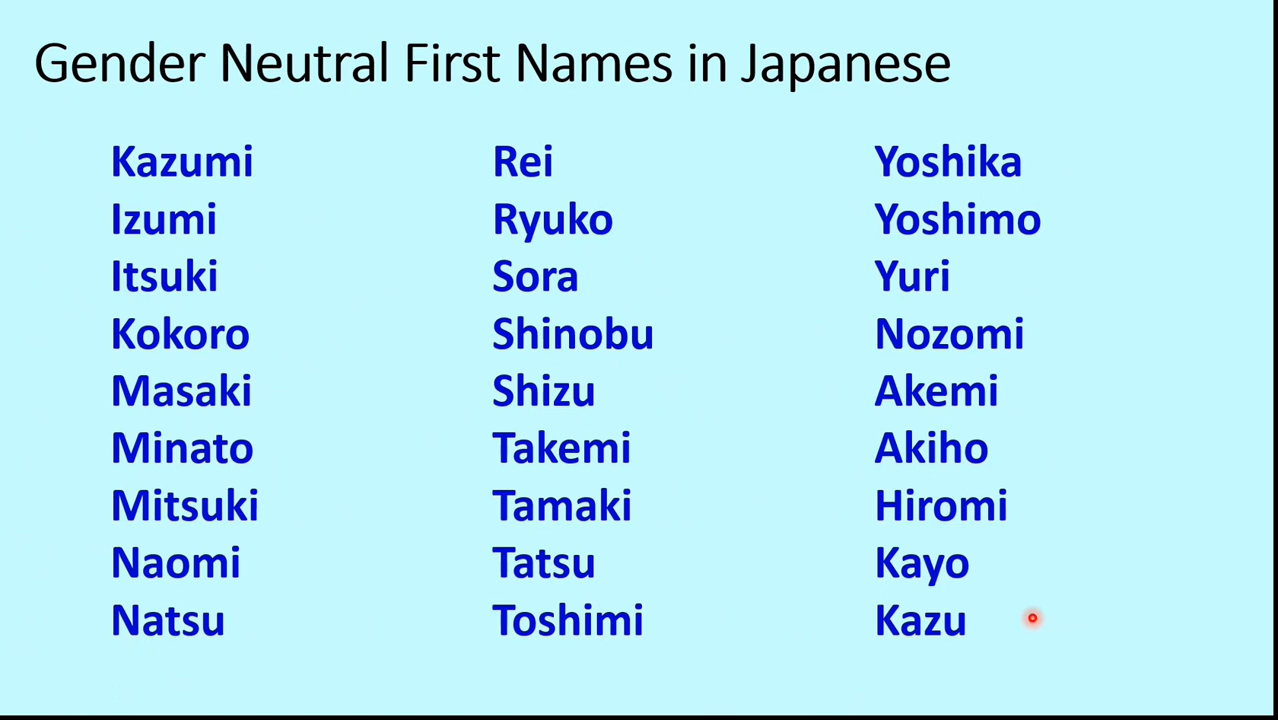 Gender Neutral First Names in Japanese
Kazumi
Izumi
Itsuki
Kokoro
Masaki
Minato
Mitsuki
Naomi
Natsu
Rei
Ryuko
Sora
Shinobu
Shizu
Takemi
Tamaki
Tatsu
Toshimi
Yoshika
Yoshimo
Yuri
Nozomi
Akemi
Akiho
Hiromi
Kayo
Kazu